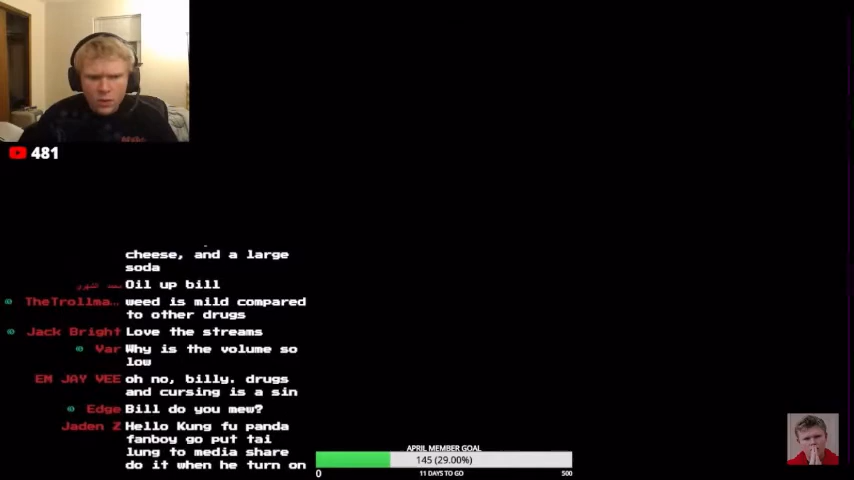 481
cheese, and a large
soda
محمد الشهري Oil up bill
TheTrollma... weed is mild compared
to other drugs
Jack Bright Love the streams
Var Why is the volume so
low
EM JAY VEE oh no, billy. drugs
and cursing is a sin
Edge Bill do you mew?
Jaden Z Hello Kung fu panda
fanboy go put tai
lung to media share
do it when he turn on
APRIL MEMBER GOAL
145 (29.00%)
0 11 DAYS TO GO 500